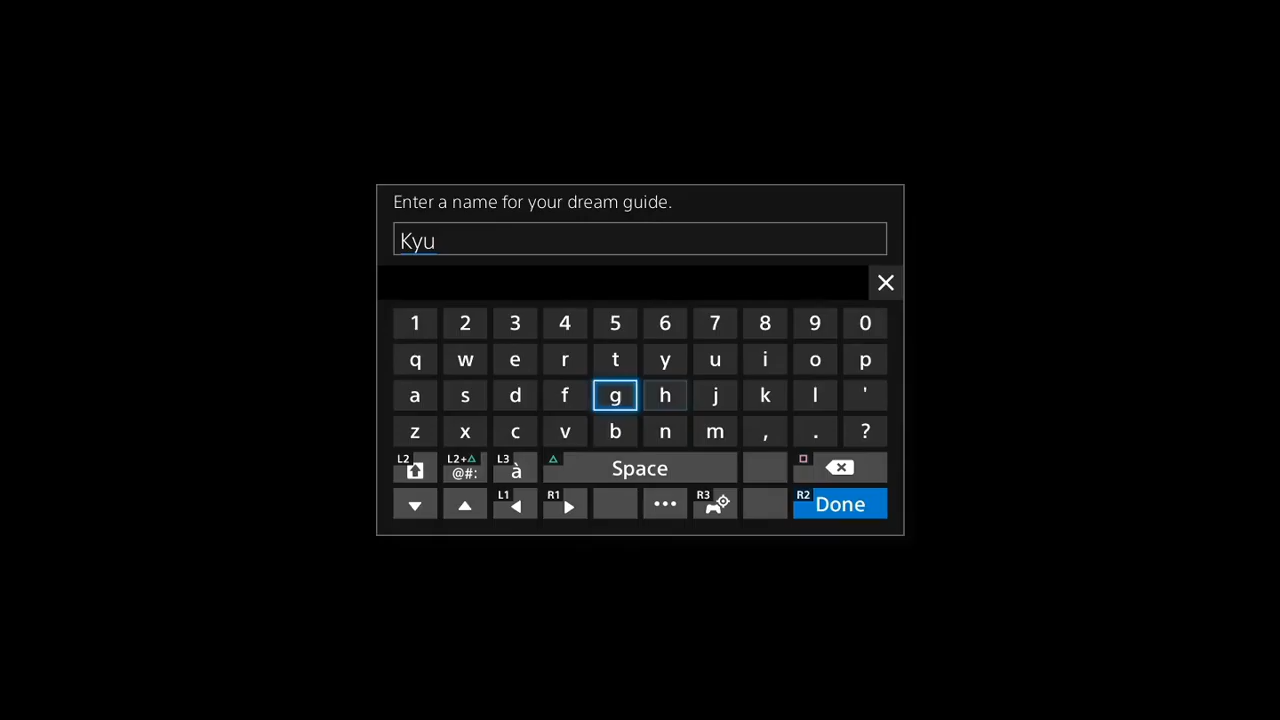 Enter a name for your dream guide.
Kyu
1 2 3 4 5 6 7 8 9 0
q w e r t y u i o p
a s d f g h j k l '
z x c v b n m , . ?
L2 L2+△ @#: L3 à △ Space □
L1 R1 ... R3 R2 Done